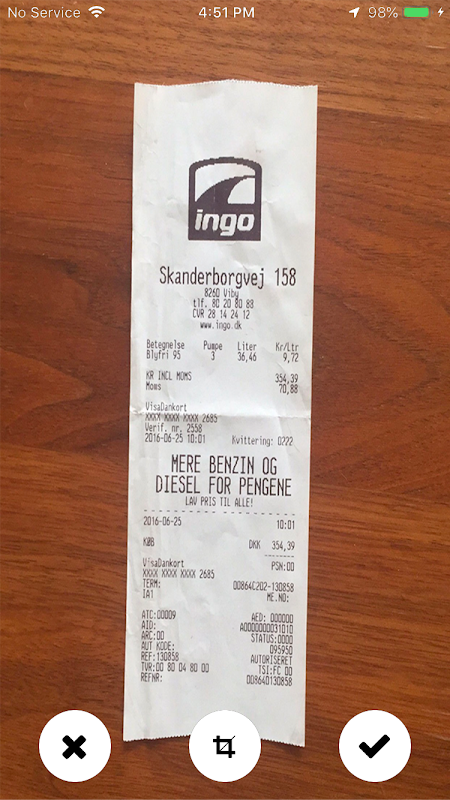 No Service 4:51 PM 98%
ingo
Skanderborgvej 158
8260 Viby
tlf. 80 20 80 88
CVR 28 14 24 12
www.ingo.dk
Betegnelse Pumpe Liter Kr/Ltr
Blyfri 95 3 36,46 9,72
KR INCL MOMS 354,39
Moms 70,88
VisaDankort
XXXX XXXX XXXX 2685
Verif. nr. 2558
2016-06-25 10:01 Kvittering: 0222
MERE BENZIN OG
DIESEL FOR PENGENE
LAV PRIS TIL ALLE!
2016-06-25 10:01
KØB DKK 354,39
VisaDankort PSN:00
XXXX XXXX XXXX 2685
TERM: 00864C202-130858
IA1 ME.NO:
ATC:00009 AED: 000000
AID: A0000000031010
ARC:00 STATUS:0000
AUT KODE: 095950
REF:130858 AUTORISERET
TVR:00 80 04 80 00 TSI:FC 00
REFNR: 008640130858